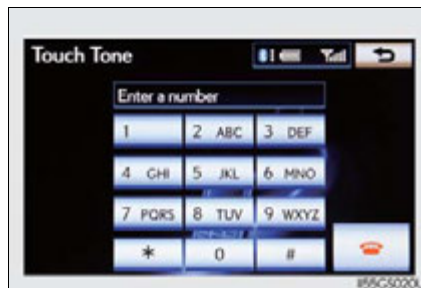 Touch Tone
Enter a number
1 2 ABC 3 DEF
4 GHI 5 JKL 6 MNO
7 PQRS 8 TUV 9 WXYZ
* 0 #